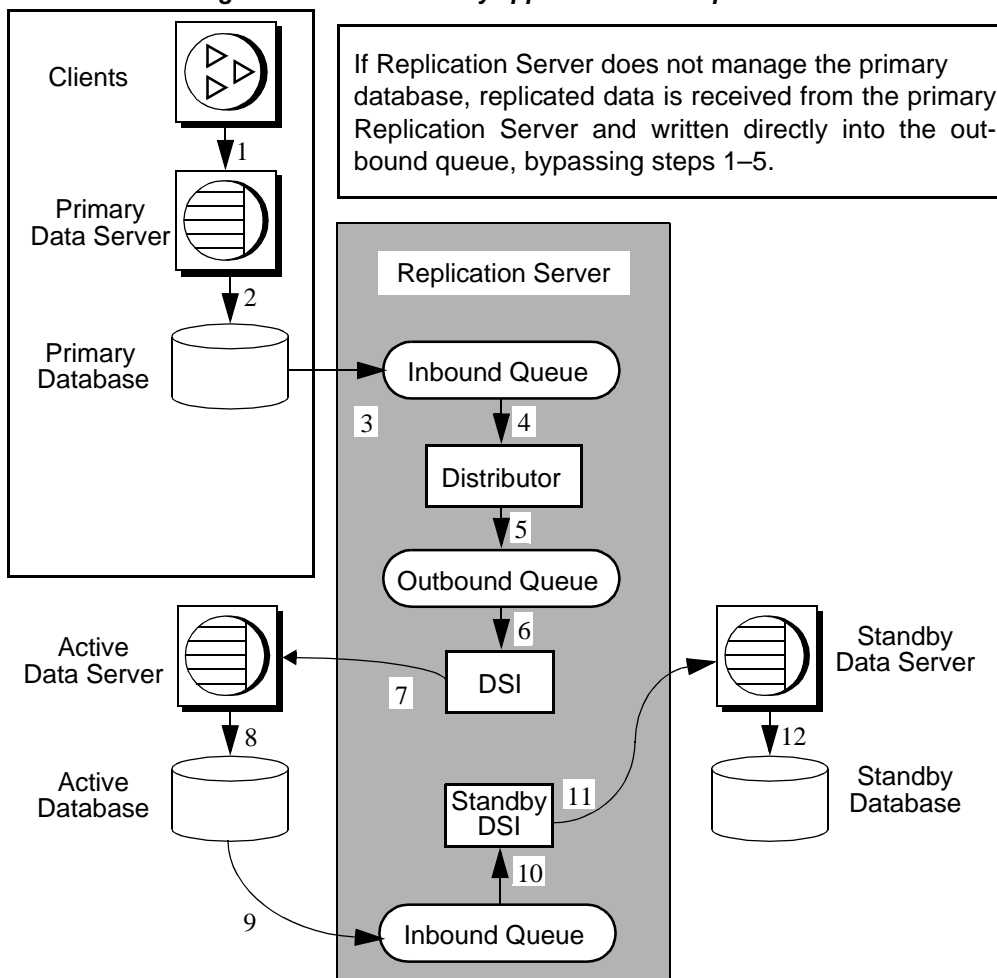 Clients
If Replication Server does not manage the primary
database, replicated data is received from the primary
Replication Server and written directly into the out-
bound queue, bypassing steps 1–5.
1
Primary
Data Server
2
Replication Server
Primary
Database
Inbound Queue
3
4
Distributor
5
Outbound Queue
6
Active
Data Server
DSI
7
Standby
Data Server
8
12
Active
Database
Standby
DSI
11
Standby
Database
10
9
Inbound Queue